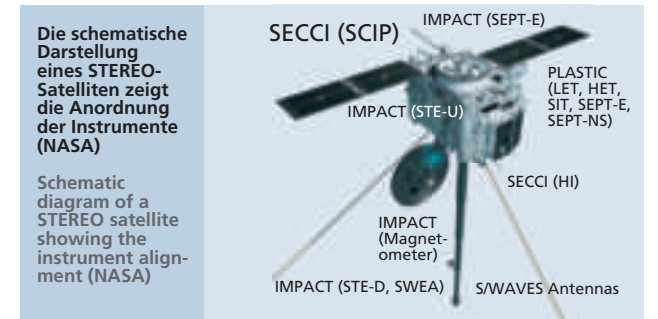 Die schematische
Darstellung
eines STEREO-
Satelliten zeigt
die Anordnung
der Instrumente
(NASA)
Schematic
diagram of a
STEREO satellite
showing the
instrument align-
ment (NASA)
SECCI (SCIP)
IMPACT (SEPT-E)
PLASTIC
(LET, HET,
SIT, SEPT-E,
SEPT-NS)
IMPACT (STE-U)
SECCI (HI)
IMPACT
(Magnet-
ometer)
IMPACT (STE-D, SWEA)
S/WAVES Antennas